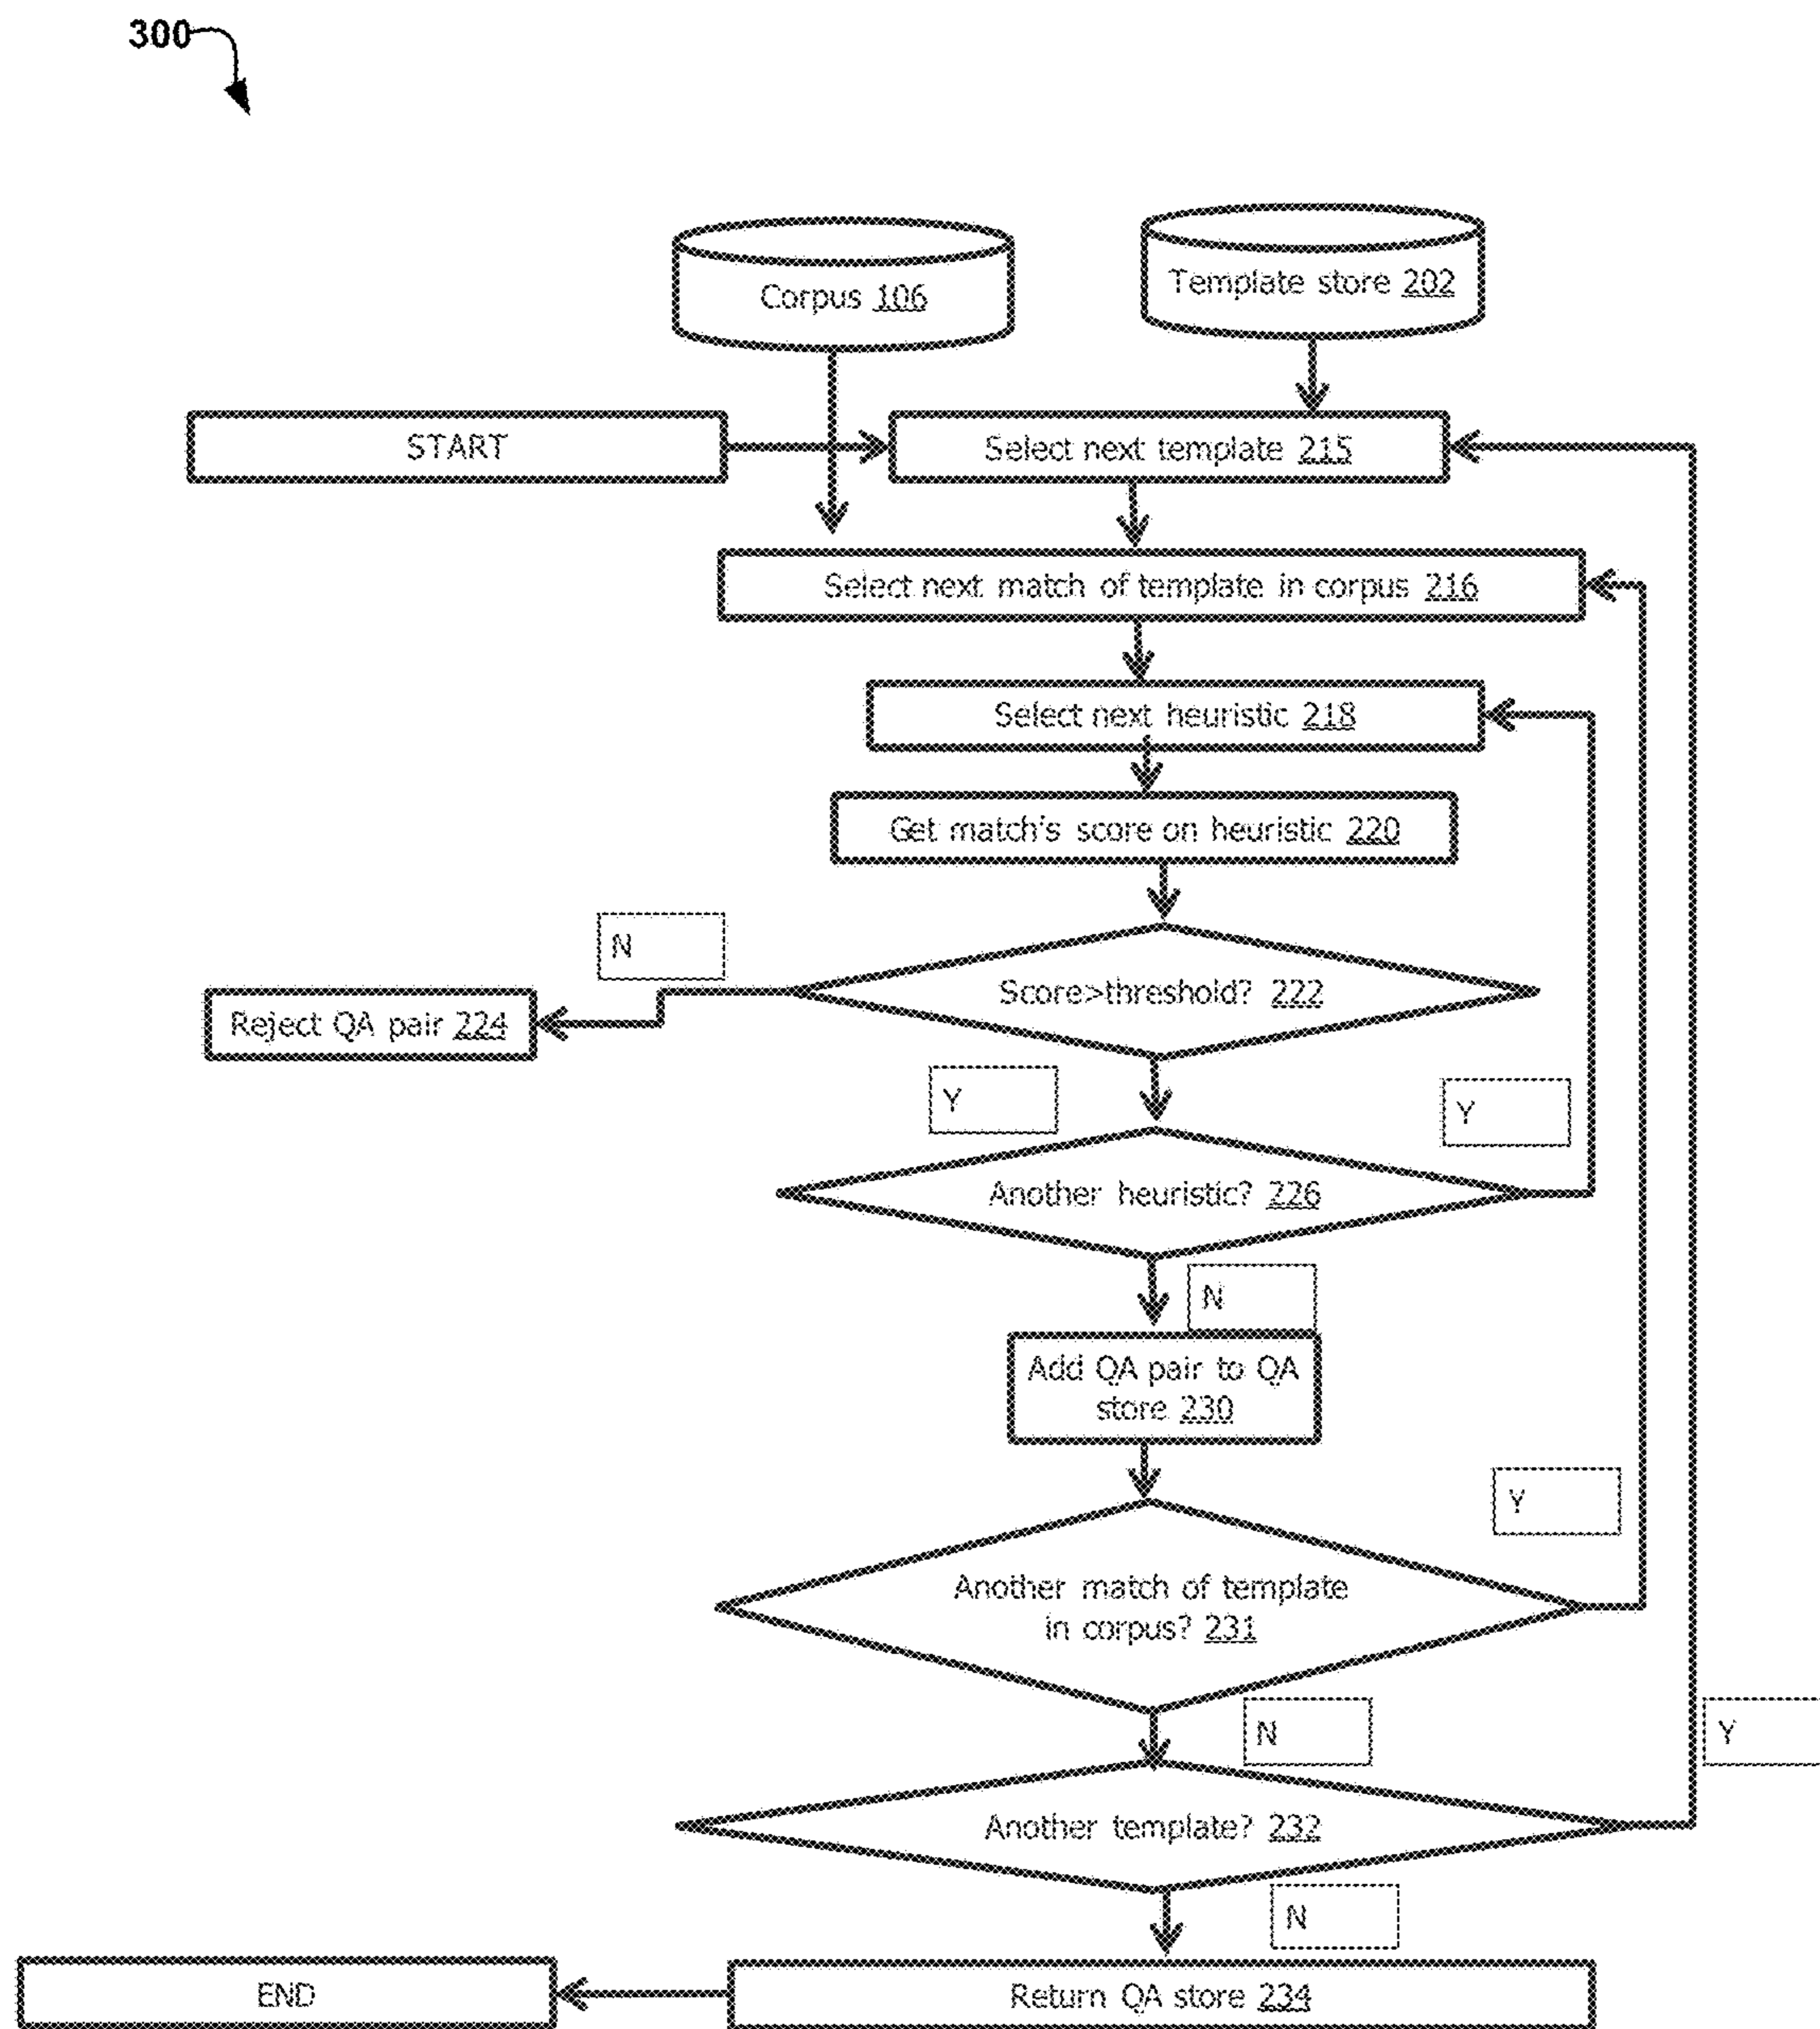 300
Corpus 106
Template store 202
START
Select next template 215
Select next match of template in corpus 216
Select next heuristic 218
Get match's score on heuristic 220
N
Score>threshold? 222
Reject QA pair 224
Y
Y
Another heuristic? 226
N
Add QA pair to QA
store 230
Y
Another match of template
in corpus? 231
N
Y
Another template? 232
N
END
Return QA store 234